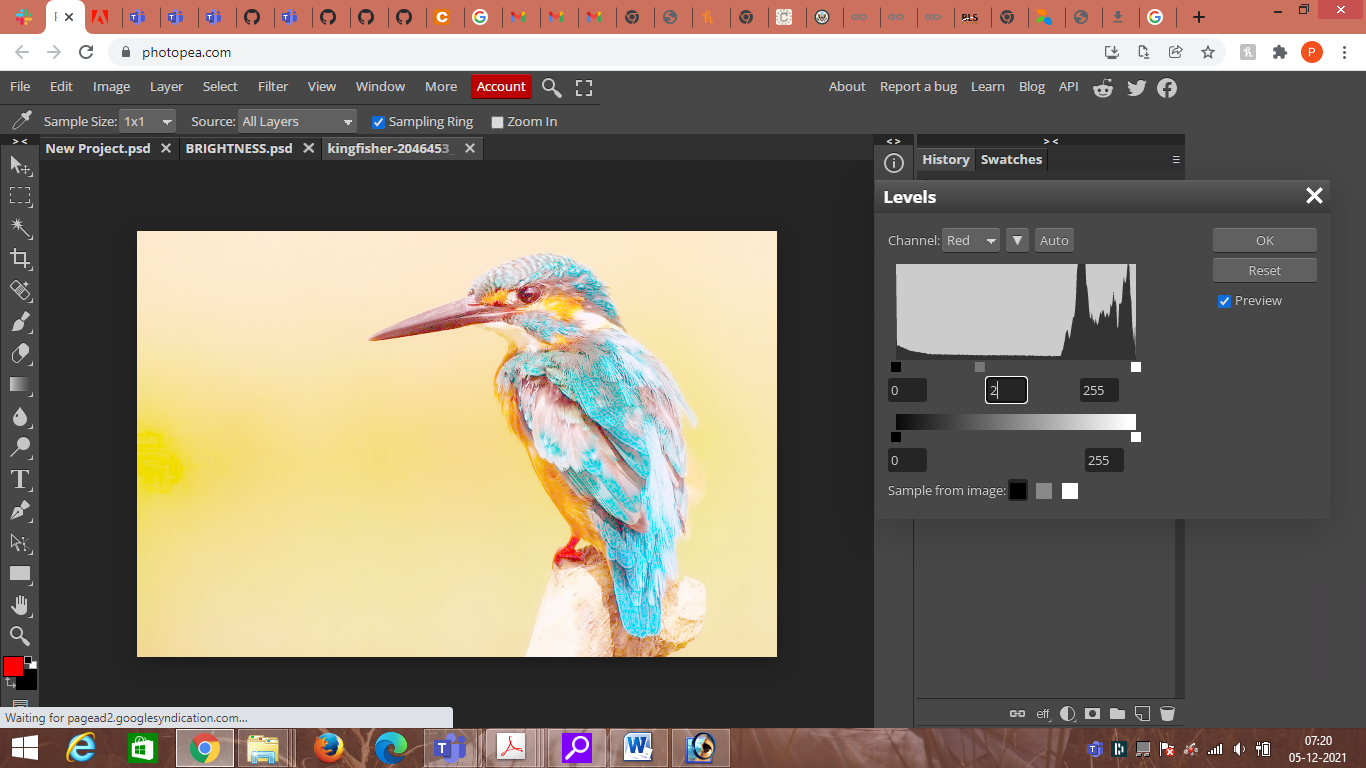 P
PLS
photopea.com
P
File Edit Image Layer Select Filter View Window More Account About Report a bug Learn Blog API
Sample Size: 1x1 Source: All Layers Sampling Ring Zoom In
> < < > > <
New Project.psd BRIGHTNESS.psd kingfisher-2046453_
History Swatches
Levels
Channel: Red Auto
OK
Reset
Preview
0 2 255
0 255
Sample from image:
T
eff
Waiting for pagead2.googlesyndication.com...
07:20
05-12-2021